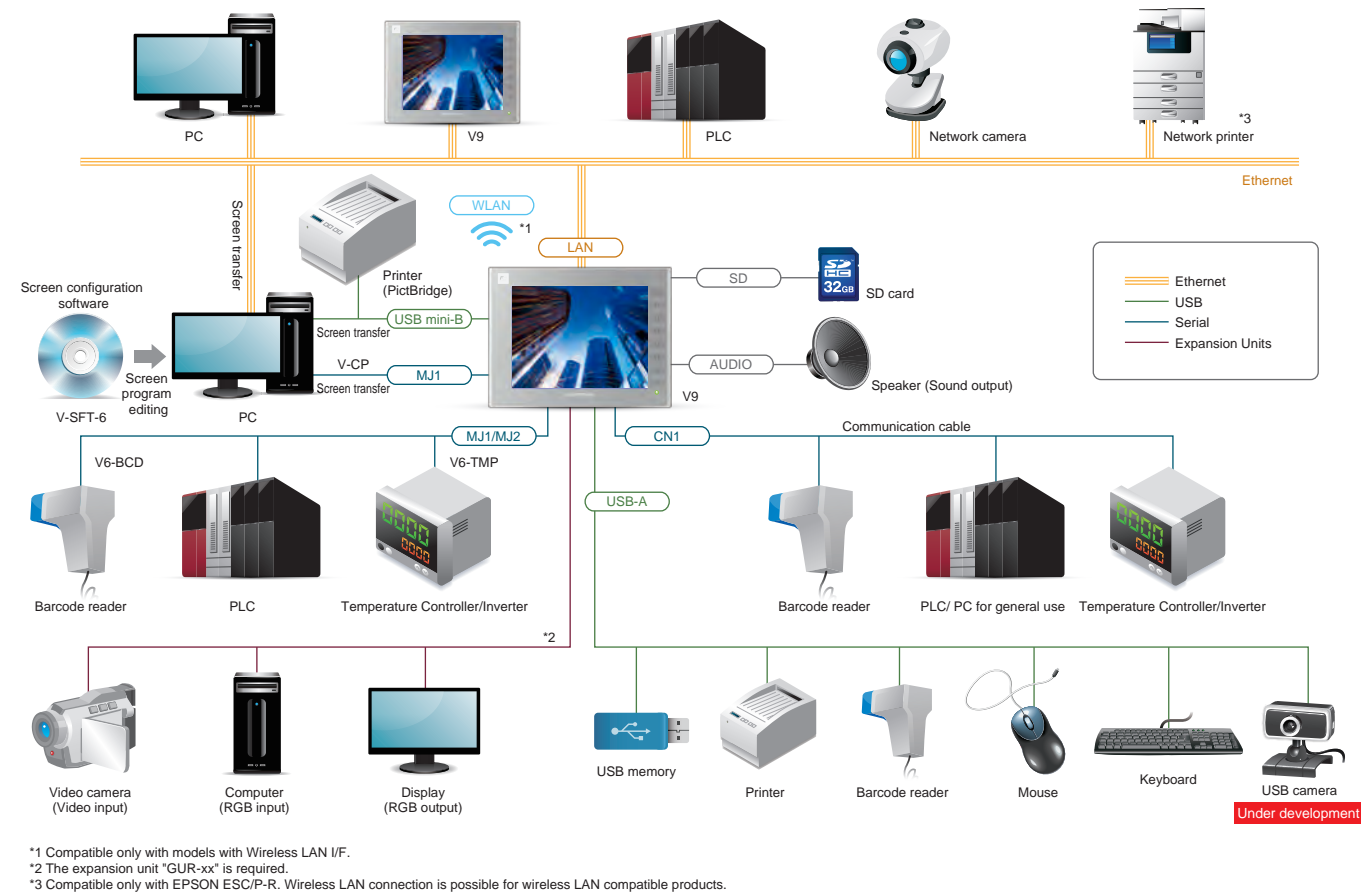 PC
V9
PLC
Network camera
*3
Network printer
Ethernet
Screen transfer
WLAN
*1
LAN
Printer
(PictBridge)
SD
SD HC
32GB
SD card
Ethernet
USB
Serial
Expansion Units
Screen configuration
software
USB mini-B
Screen transfer
V-CP
MJ1
Screen transfer
AUDIO
Speaker (Sound output)
Screen
program
editing
V-SFT-6
PC
V9
MJ1/MJ2
CN1
Communication cable
V6-BCD
V6-TMP
USB-A
0000
0000
0000
0000
Barcode reader
PLC
Temperature Controller/Inverter
Barcode reader
PLC/ PC for general use
Temperature Controller/Inverter
*2
USB memory
Printer
Barcode reader
Mouse
Keyboard
USB camera
Under development
Video camera
(Video input)
Computer
(RGB input)
Display
(RGB output)
*1 Compatible only with models with Wireless LAN I/F.
*2 The expansion unit "GUR-xx" is required.
*3 Compatible only with EPSON ESC/P-R. Wireless LAN connection is possible for wireless LAN compatible products.